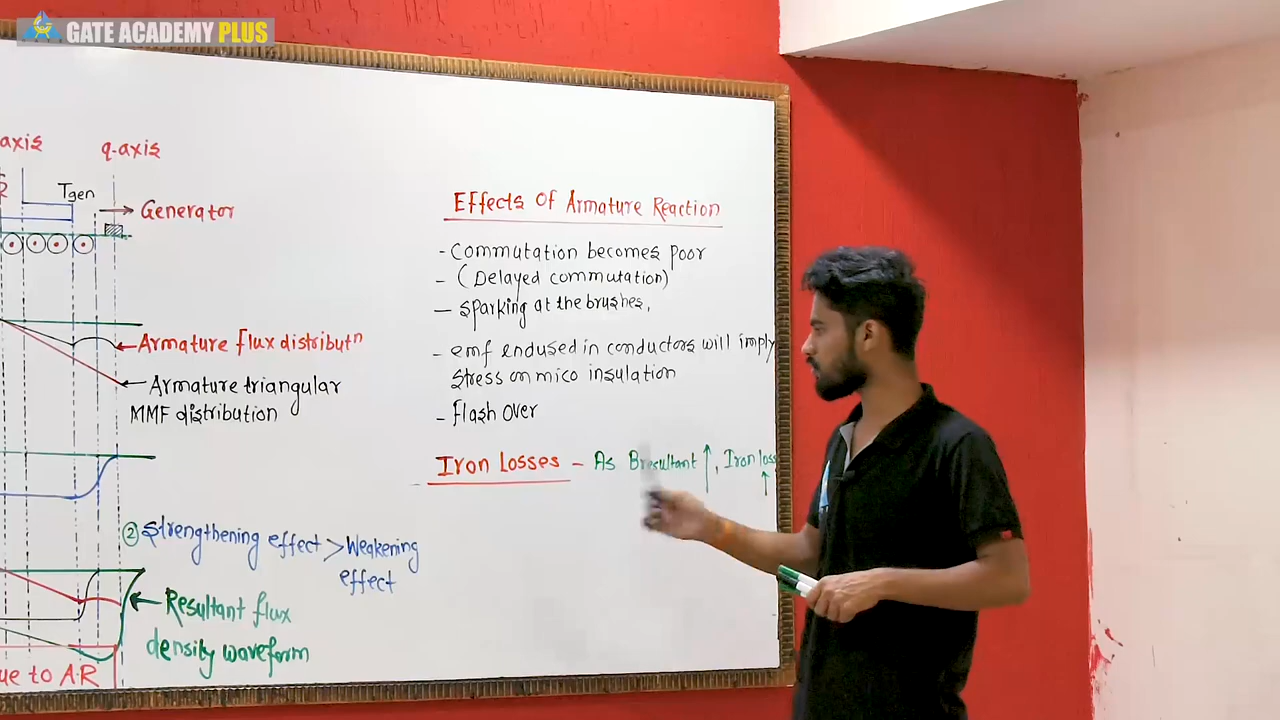 GATE ACADEMY PLUS
axis
q-axis
Tgen
Generator
Armature flux distributn
Armature triangular
MMF distribution
② Strengthening effect > Weakening
effect
Resultant flux
density waveform
ue to A.R
Effects Of Armature Reaction
- Commutation becomes poor
- (Delayed commutation)
- Sparking at the brushes,
- emf endused in conductors will imply
stress on mico insulation
- flash over
Iron Losses - As Bresultant ↑, Iron loss ↑